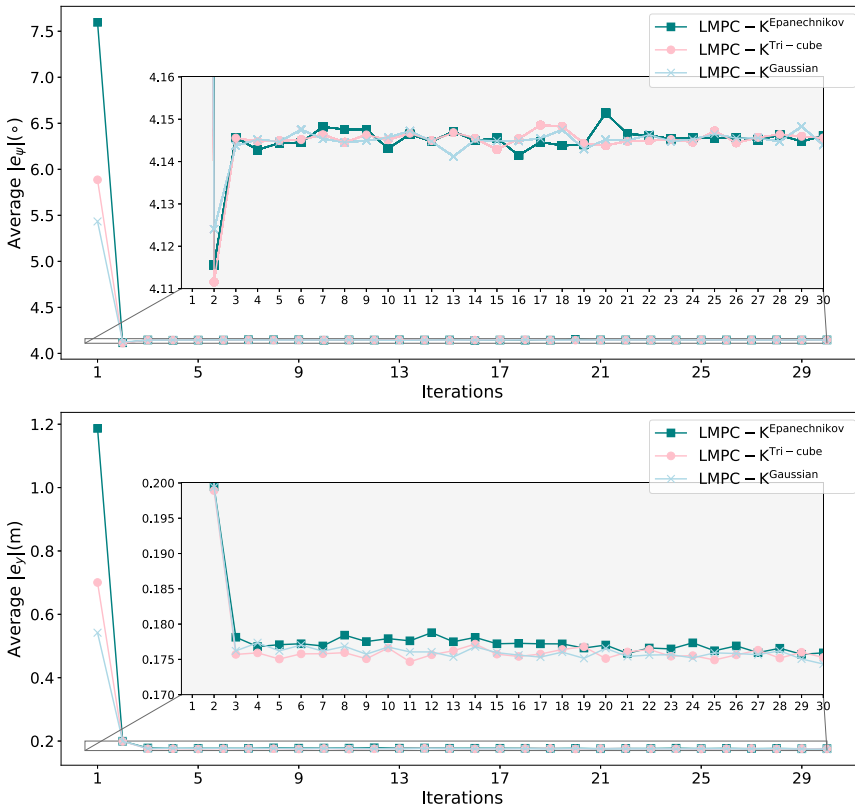 7.5
7.0
6.5
6.0
5.5
5.0
4.5
4.0
Average |eψ|(∘)
LMPC − K^Epanechnikov
LMPC − K^Tri − cube
LMPC − K^Gaussian
4.16
4.15
4.14
4.13
4.12
4.11
1 2 3 4 5 6 7 8 9 10 11 12 13 14 15 16 17 18 19 20 21 22 23 24 25 26 27 28 29 30
1 5 9 13 17 21 25 29
Iterations
1.2
1.0
0.8
0.6
0.4
0.2
Average |ey|(m)
LMPC − K^Epanechnikov
LMPC − K^Tri − cube
LMPC − K^Gaussian
0.200
0.195
0.190
0.185
0.180
0.175
0.170
1 2 3 4 5 6 7 8 9 10 11 12 13 14 15 16 17 18 19 20 21 22 23 24 25 26 27 28 29 30
1 5 9 13 17 21 25 29
Iterations